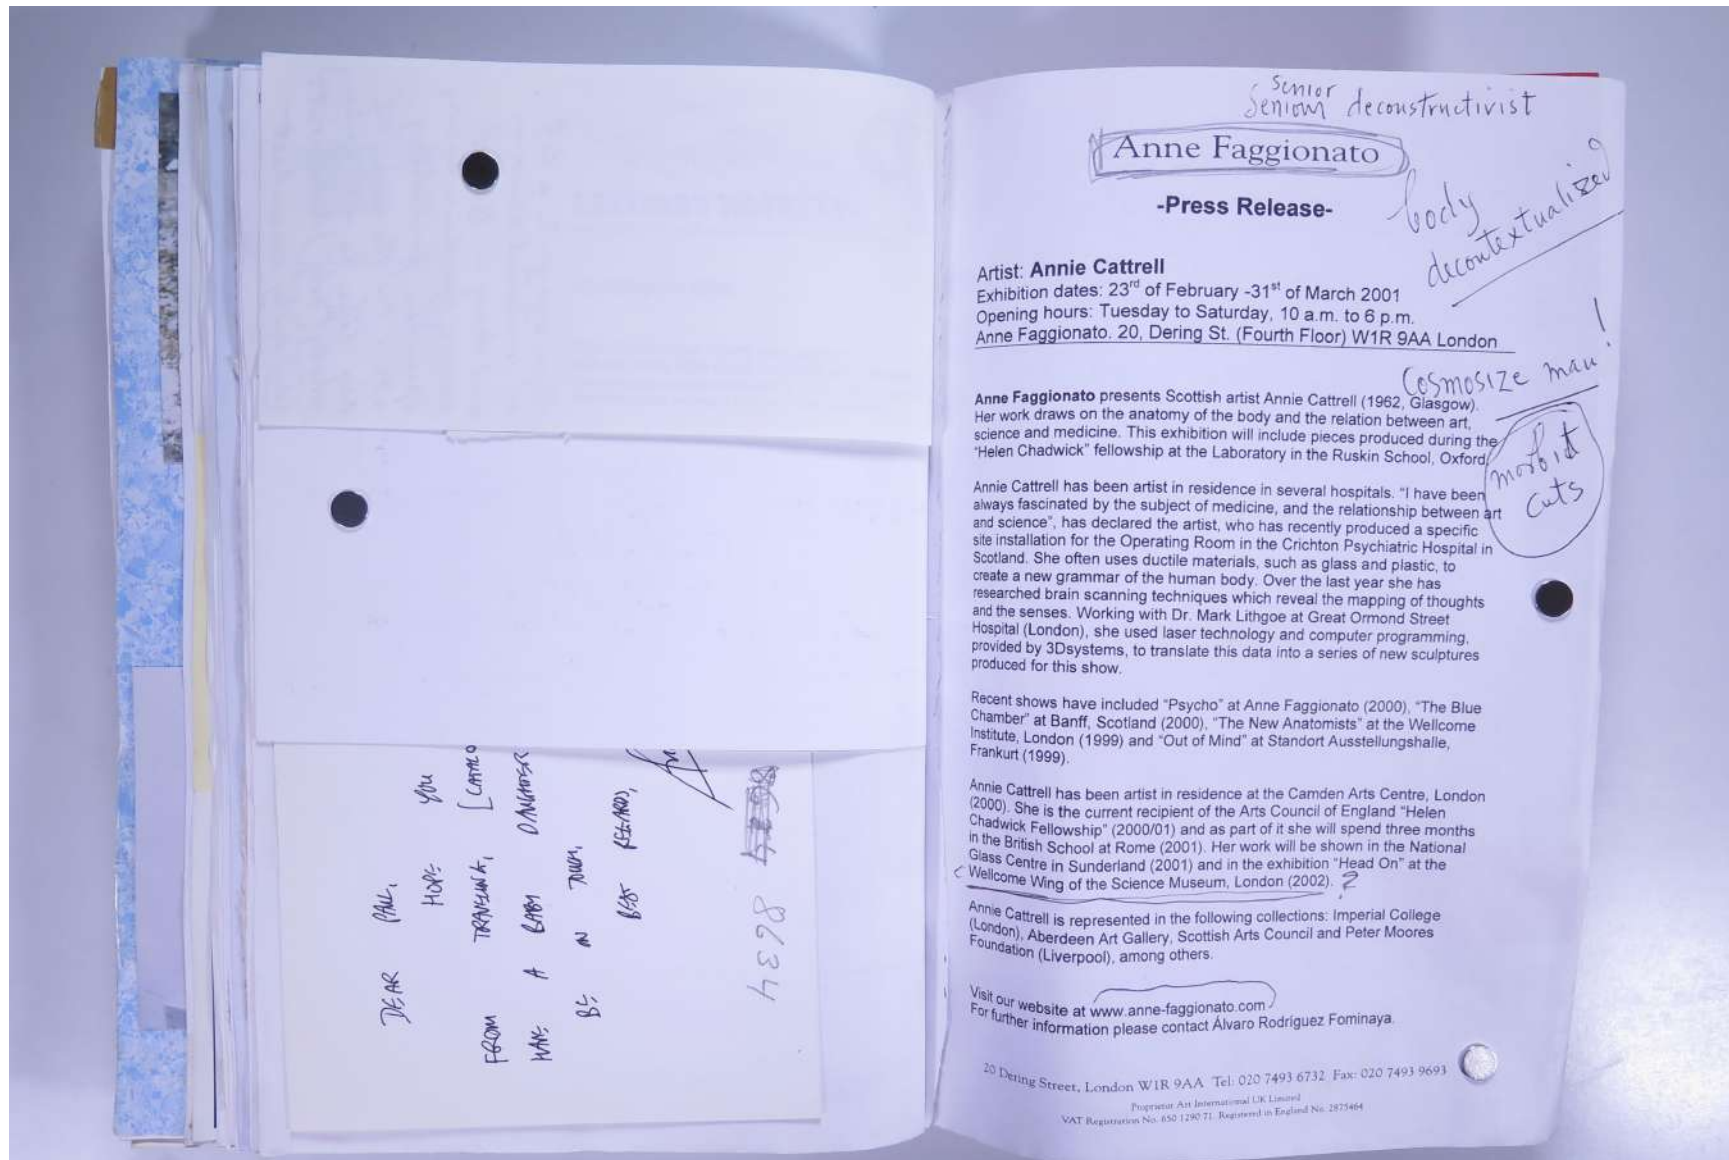 DEAR PAUL,
HOPE YOU
FROM TRAVELING,
HAVE A BABY DAUGHTER
BE IN TOUCH,
BEST REGARDS,
8634
senior
deconstructivist
Anne Faggionato
-Press Release-
body
decontextualized
Artist: Annie Cattrell
Exhibition dates: 23rd of February -31st of March 2001
Opening hours: Tuesday to Saturday, 10 a.m. to 6 p.m.
Anne Faggionato. 20, Dering St. (Fourth Floor) W1R 9AA London
Cosmosize man!
Anne Faggionato presents Scottish artist Annie Cattrell (1962, Glasgow).
Her work draws on the anatomy of the body and the relation between art,
science and medicine. This exhibition will include pieces produced during the
“Helen Chadwick” fellowship at the Laboratory in the Ruskin School, Oxford.
morbid
cuts
Annie Cattrell has been artist in residence in several hospitals. “I have been
always fascinated by the subject of medicine, and the relationship between art
and science”, has declared the artist, who has recently produced a specific
site installation for the Operating Room in the Crichton Psychiatric Hospital in
Scotland. She often uses ductile materials, such as glass and plastic, to
create a new grammar of the human body. Over the last year she has
researched brain scanning techniques which reveal the mapping of thoughts
and the senses. Working with Dr. Mark Lithgoe at Great Ormond Street
Hospital (London), she used laser technology and computer programming,
provided by 3Dsystems, to translate this data into a series of new sculptures
produced for this show.
Recent shows have included “Psycho” at Anne Faggionato (2000), “The Blue
Chamber” at Banff, Scotland (2000), “The New Anatomists” at the Wellcome
Institute, London (1999) and “Out of Mind” at Standort Ausstellungshalle,
Frankurt (1999).
Annie Cattrell has been artist in residence at the Camden Arts Centre, London
(2000). She is the current recipient of the Arts Council of England “Helen
Chadwick Fellowship” (2000/01) and as part of it she will spend three months
in the British School at Rome (2001). Her work will be shown in the National
Glass Centre in Sunderland (2001) and in the exhibition “Head On” at the
Wellcome Wing of the Science Museum, London (2002). ?
Annie Cattrell is represented in the following collections: Imperial College
(London), Aberdeen Art Gallery, Scottish Arts Council and Peter Moores
Foundation (Liverpool), among others.
Visit our website at www.anne-faggionato.com
For further information please contact Álvaro Rodríguez Fominaya.
20 Dering Street, London W1R 9AA Tel: 020 7493 6732 Fax: 020 7493 9693
Proprietor Art International UK Limited
VAT Registration No. 650 1290 71. Registered in England No. 2875464